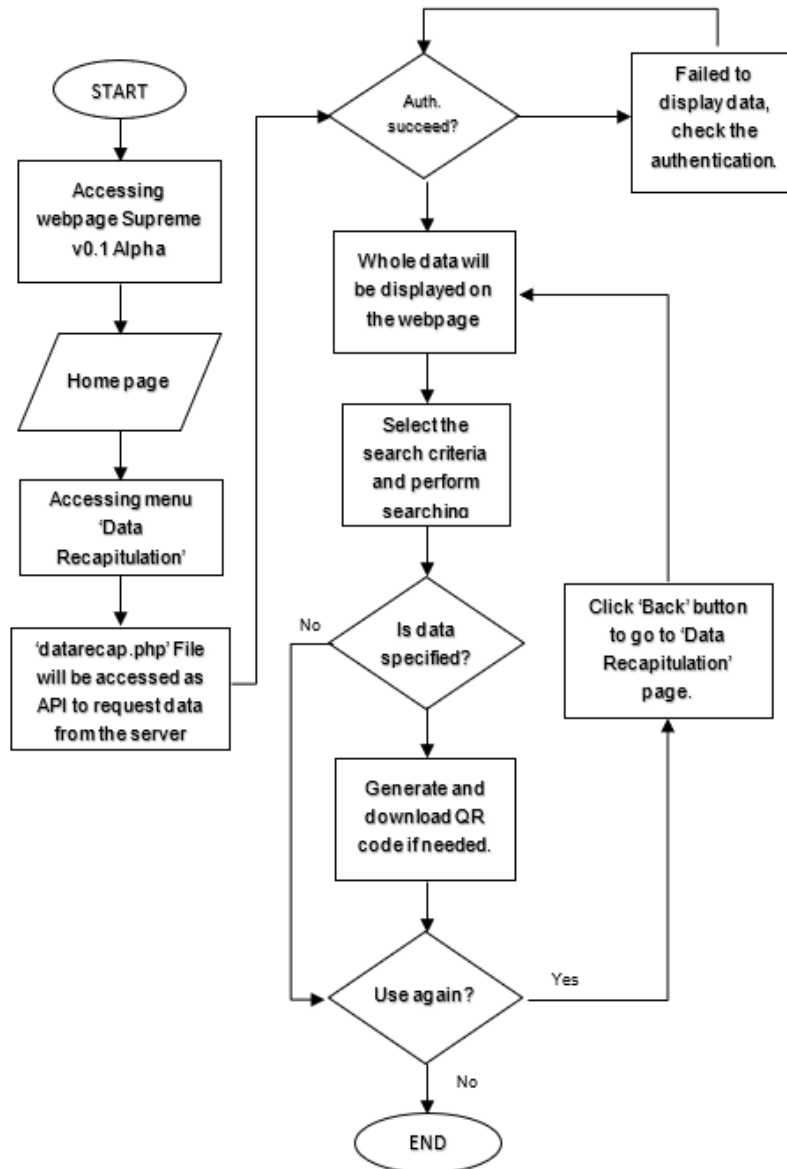 START
Accessing
webpage Supreme
v0.1 Alpha
Home page
Accessing menu
‘Data
Recapitulation’
‘datarecap.php’ File
will be accessed as
API to request data
from the server
Auth.
succeed?
Failed to
display data,
check the
authentication.
Whole data will
be displayed on
the webpage
Select the
search criteria
and perform
searching
Is data
specified?
No
Generate and
download QR
code if needed.
Use again?
Yes
Click ‘Back’ button
to go to ‘Data
Recapitulation’
page.
No
END